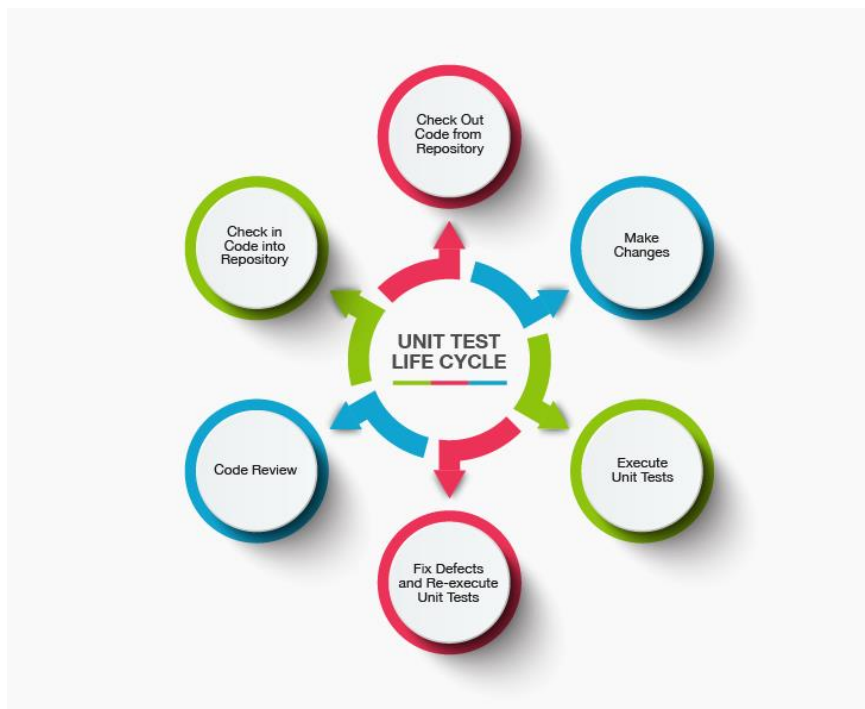 UNIT TEST
LIFE CYCLE
Check Out
Code from
Repository
Make
Changes
Execute
Unit Tests
Fix Defects
and Re-execute
Unit Tests
Code Review
Check in
Code into
Repository